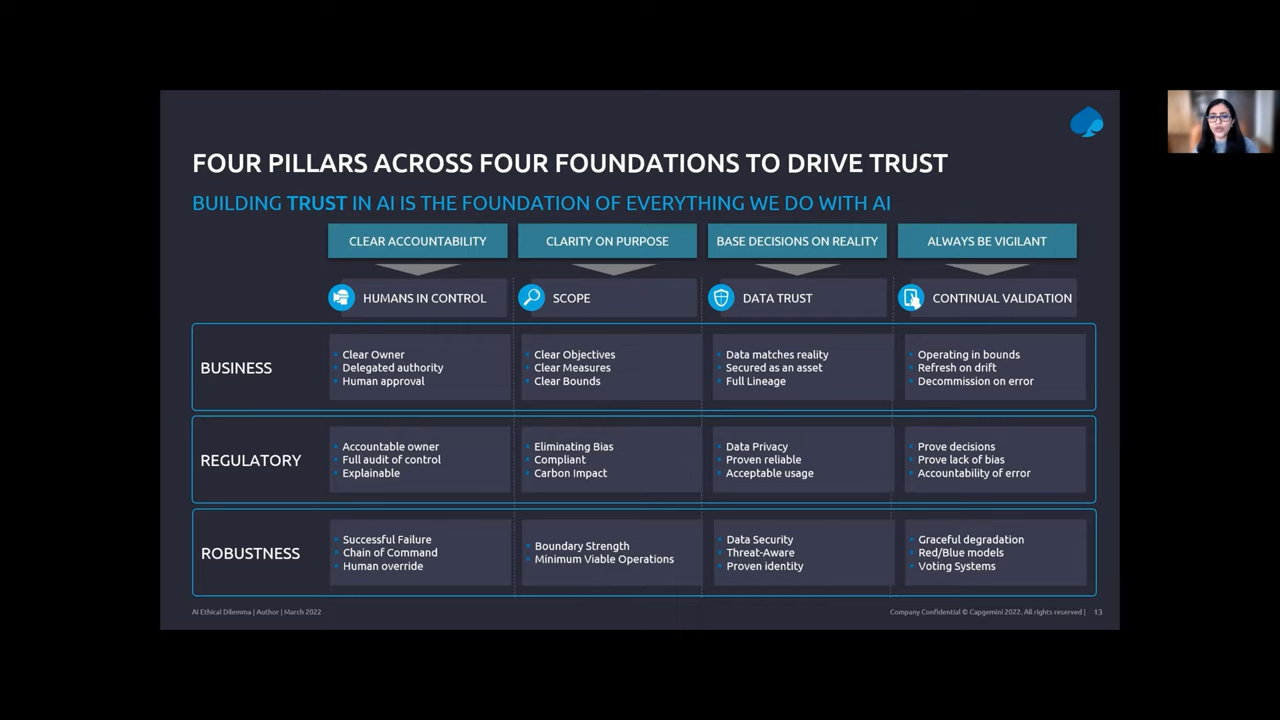 FOUR PILLARS ACROSS FOUR FOUNDATIONS TO DRIVE TRUST
BUILDING TRUST IN AI IS THE FOUNDATION OF EVERYTHING WE DO WITH AI
CLEAR ACCOUNTABILITY
CLARITY ON PURPOSE
BASE DECISIONS ON REALITY
ALWAYS BE VIGILANT
HUMANS IN CONTROL
SCOPE
DATA TRUST
CONTINUAL VALIDATION
BUSINESS
Clear Owner
Delegated authority
Human approval
Clear Objectives
Clear Measures
Clear Bounds
Data matches reality
Secured as an asset
Full Lineage
Operating in bounds
Refresh on drift
Decommission on error
REGULATORY
Accountable owner
Full audit of control
Explainable
Eliminating Bias
Compliant
Carbon Impact
Data Privacy
Proven reliable
Acceptable usage
Prove decisions
Prove lack of bias
Accountability of error
ROBUSTNESS
Successful Failure
Chain of Command
Human override
Boundary Strength
Minimum Viable Operations
Data Security
Threat-Aware
Proven identity
Graceful degradation
Red/Blue models
Voting Systems
AI Ethical Dilemma | Author | March 2022
Company Confidential © Capgemini 2022. All rights reserved | 13